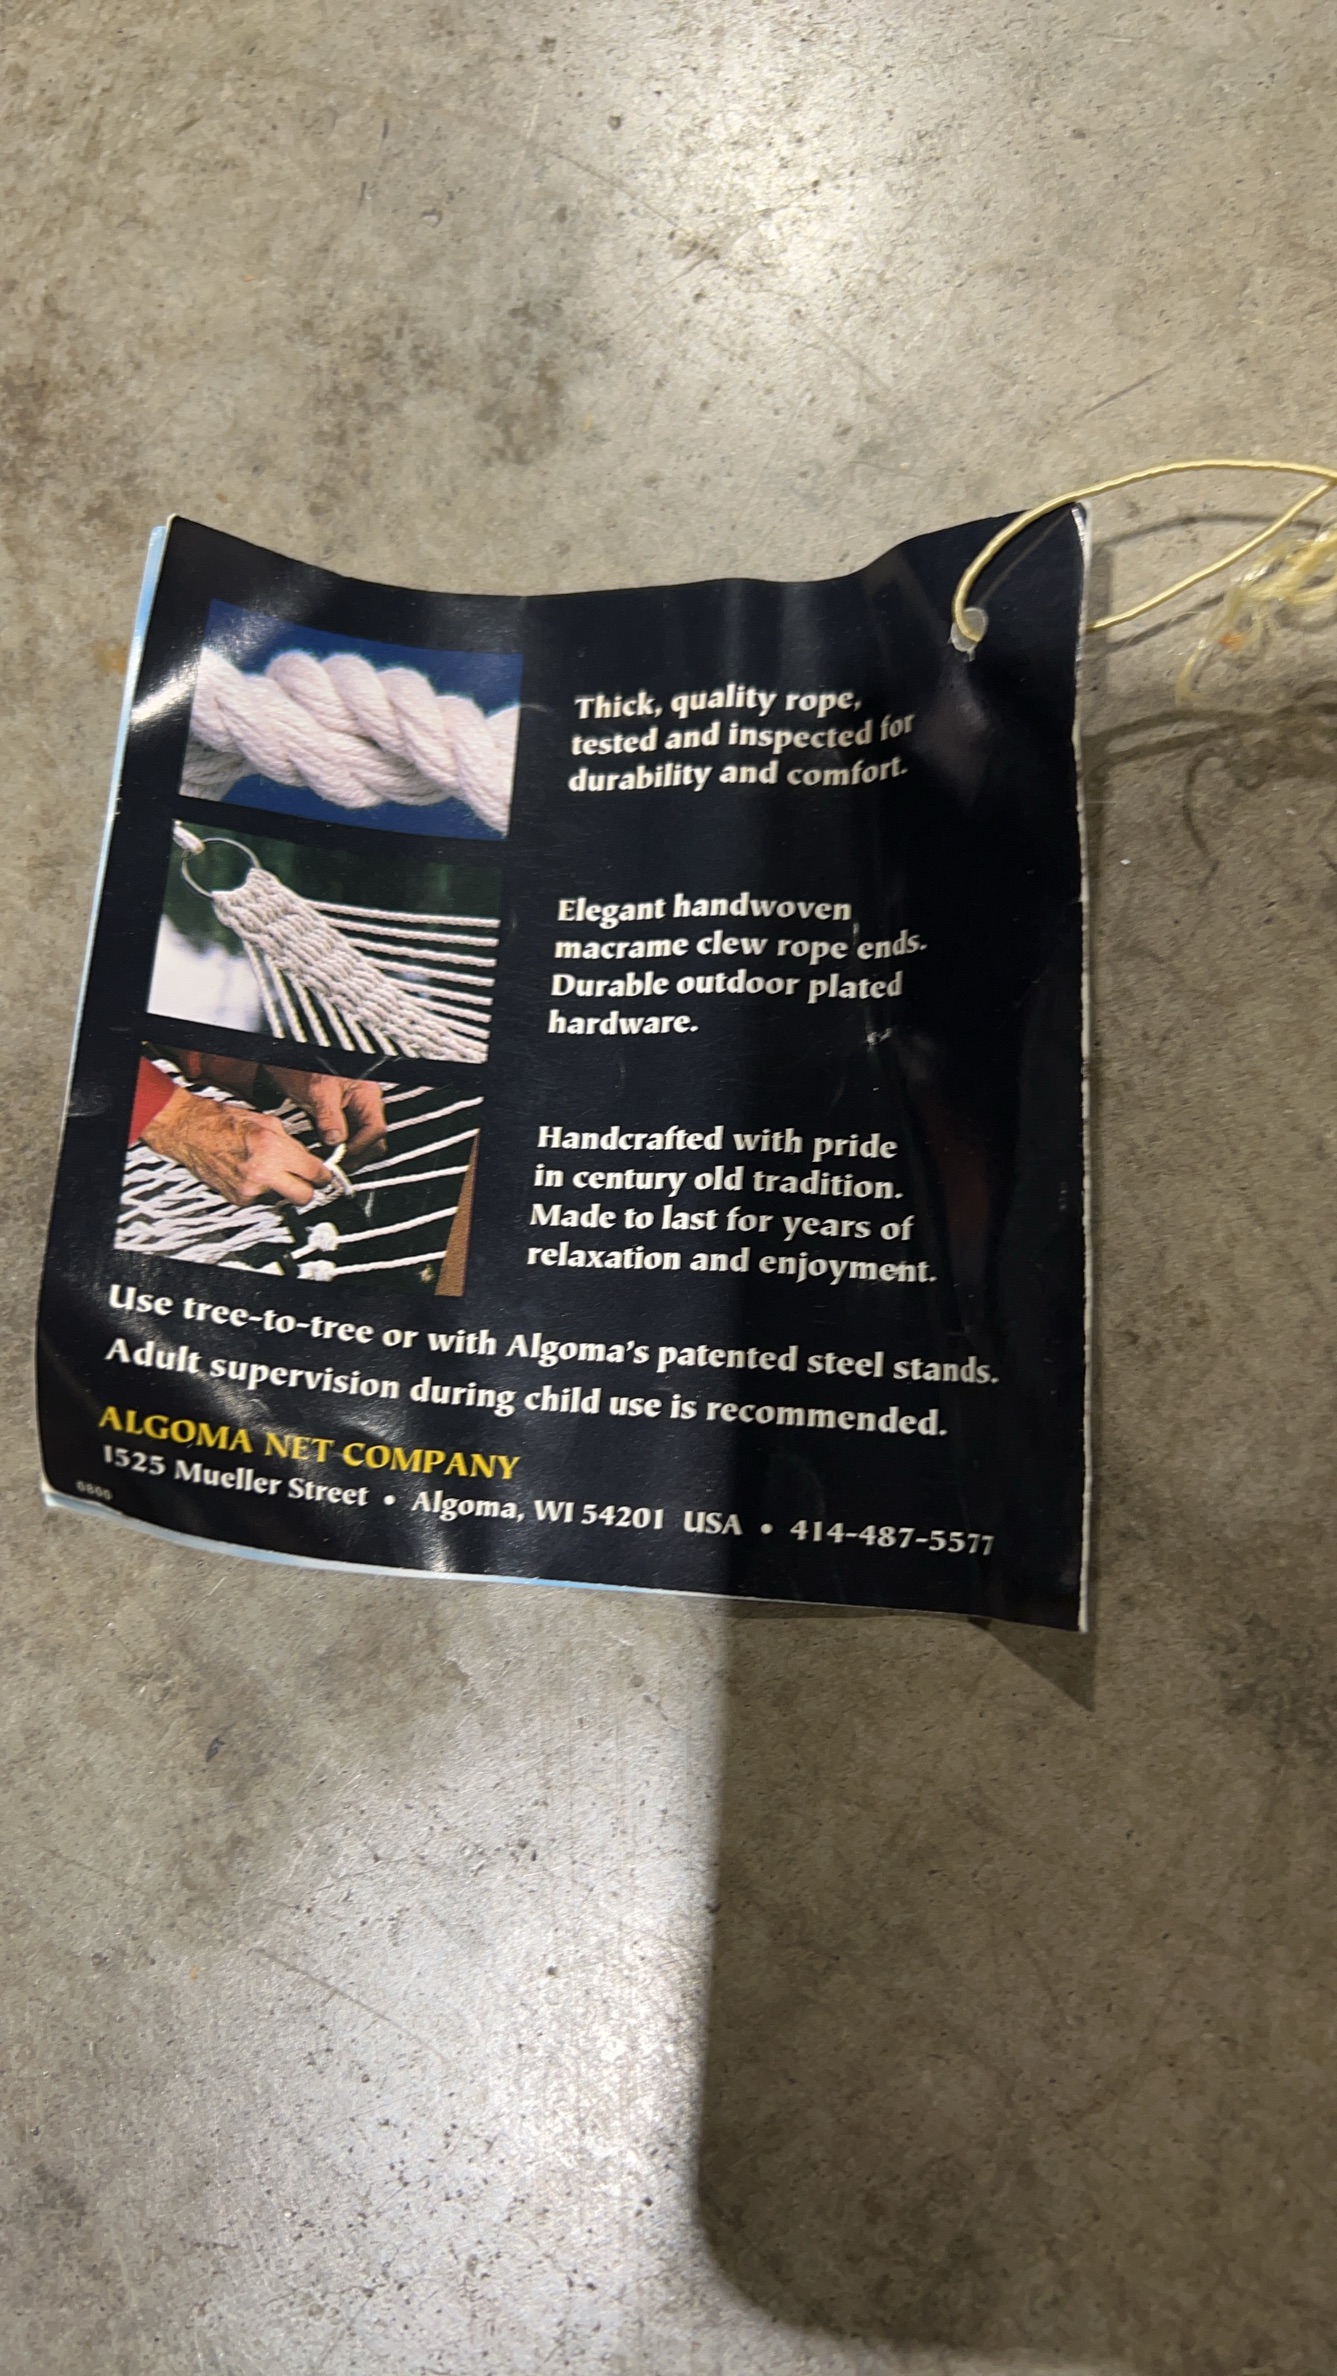 Thick, quality rope,
tested and inspected for
durability and comfort.
Elegant handwoven
macrame clew rope ends.
Durable outdoor plated
hardware.
Handcrafted with pride
in century old tradition.
Made to last for years of
relaxation and enjoyment.
Use tree-to-tree or with Algoma's patented steel stands.
Adult supervision during child use is recommended.
ALGOMA NET COMPANY
1525 Mueller Street • Algoma, WI 54201 USA • 414-487-5577
0800